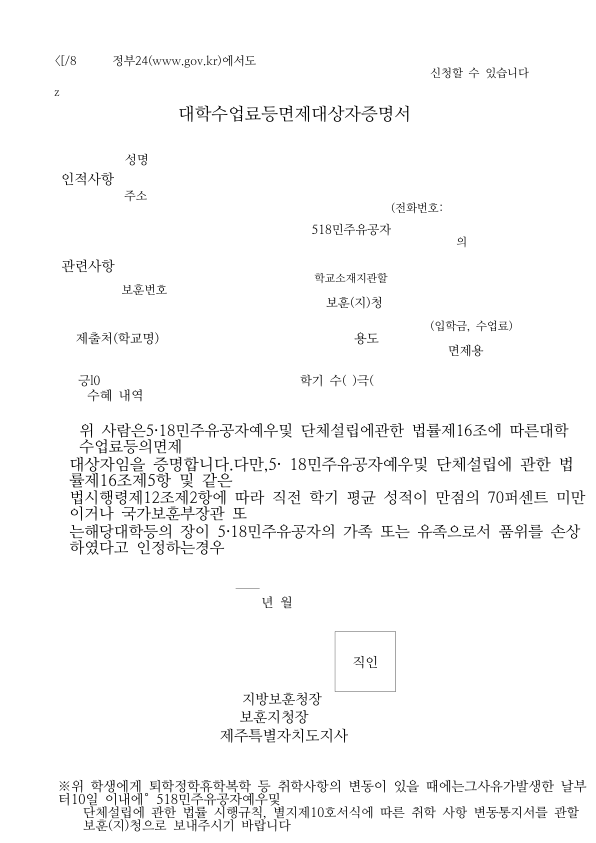 <[/8 정부24(www.gov.kr)에서도
신청할 수 있습니다
z
대학수업료등면제대상자증명서
성명
인적사항
주소
(전화번호:
518민주유공자
의
관련사항
학교소재지관할
보훈번호
보훈(지)청
(입학금, 수업료)
제출처(학교명)
용도
면제용
긍l0
학기 수( )극(
수혜 내역
위 사람은5·18민주유공자예우및 단체설립에관한 법률제16조에 따른대학
수업료등의면제
대상자임을 증명합니다.다만,5· 18민주유공자예우및 단체설립에 관한 법
률제16조제5항 및 같은
법시행령제12조제2항에 따라 직전 학기 평균 성적이 만점의 70퍼센트 미만
이거나 국가보훈부장관 또
는해당대학등의 장이 5·18민주유공자의 가족 또는 유족으로서 품위를 손상
하였다고 인정하는경우
년 월
직인
지방보훈청장
보훈지청장
제주특별자치도지사
※위 학생에게 퇴학정학휴학복학 등 취학사항의 변동이 있을 때에는그사유가발생한 날부
터10일 이내에" 518민주유공자예우및
단체설립에 관한 법률 시행규칙, 별지제10호서식에 따른 취학 사항 변동통지서를 관할
보훈(지)청으로 보내주시기 바랍니다